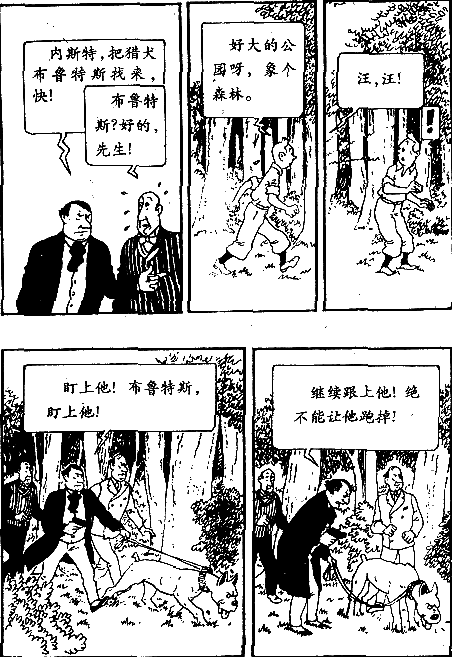 内斯特，把猎犬
布鲁特斯找来，
快！
布鲁特
斯？好的，
先生！
好大的公
园呀，象个
森林。
汪，汪！
!
盯上他！布鲁特斯，
盯上他！
继续跟上他！绝
不能让他跑掉！